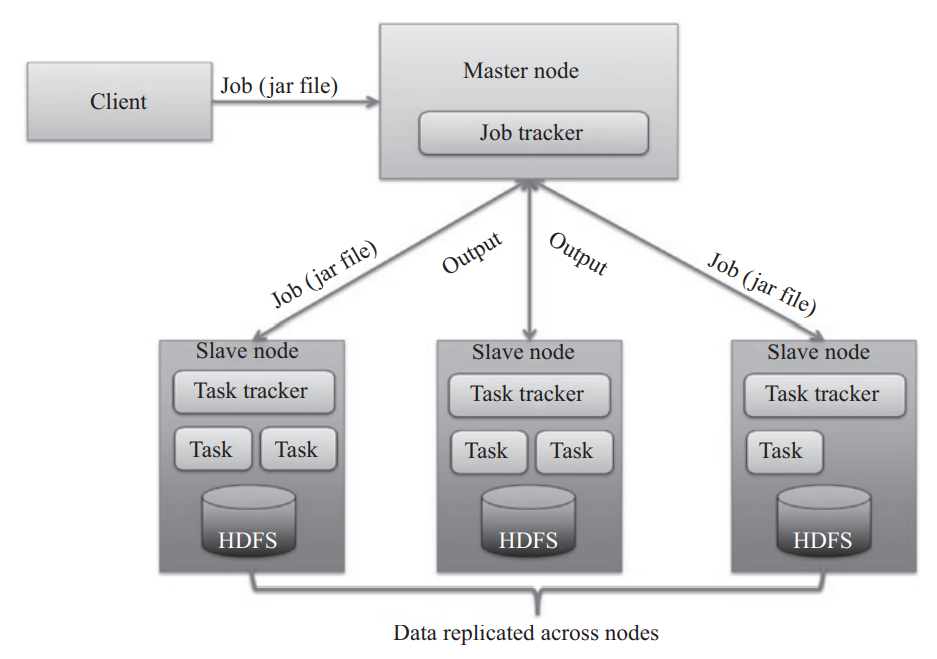 Client
Job (jar file)
Master node
Job tracker
Job (jar file)
Output
Output
Job (jar file)
Slave node
Task tracker
Task
Task
HDFS
Slave node
Task tracker
Task
Task
HDFS
Slave node
Task tracker
Task
HDFS
Data replicated across nodes